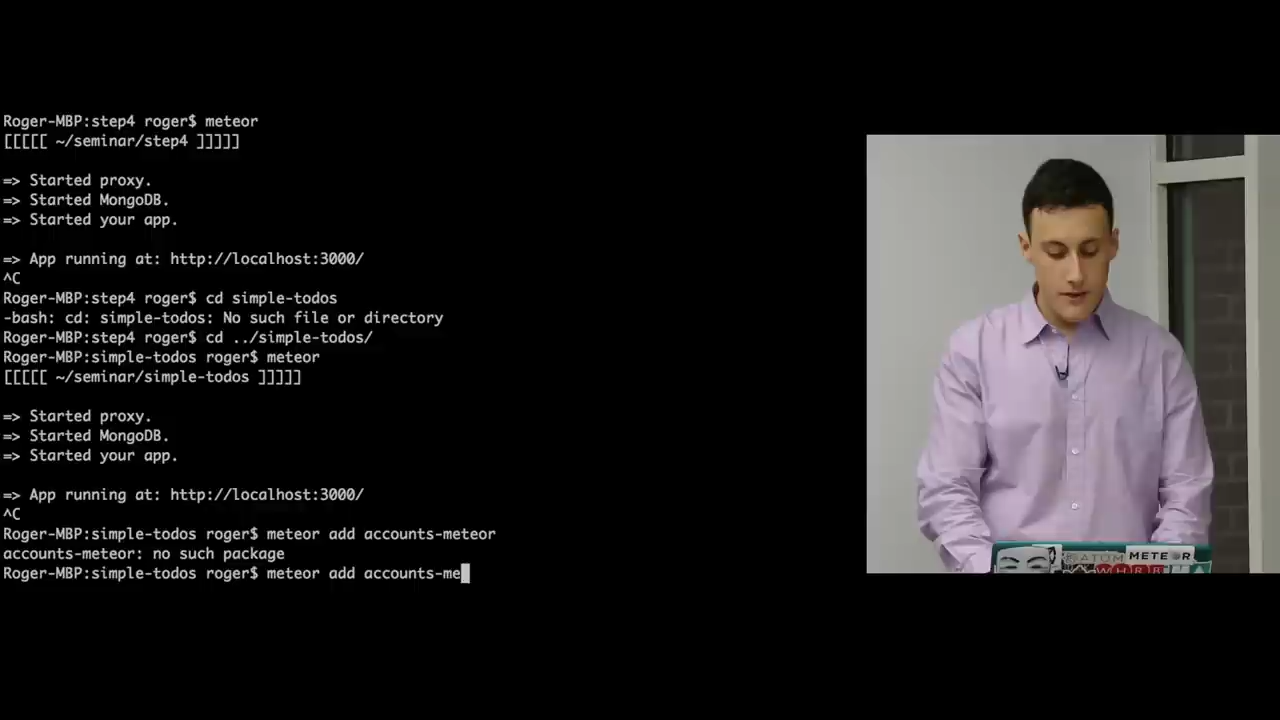 Roger-MBP:step4 roger$ meteor
[[[[[ ~/seminar/step4 ]]]]]
=> Started proxy.
=> Started MongoDB.
=> Started your app.
=> App running at: http://localhost:3000/
^C
Roger-MBP:step4 roger$ cd simple-todos
-bash: cd: simple-todos: No such file or directory
Roger-MBP:step4 roger$ cd ../simple-todos/
Roger-MBP:simple-todos roger$ meteor
[[[[[ ~/seminar/simple-todos ]]]]]
=> Started proxy.
=> Started MongoDB.
=> Started your app.
=> App running at: http://localhost:3000/
^C
Roger-MBP:simple-todos roger$ meteor add accounts-meteor
accounts-meteor: no such package
Roger-MBP:simple-todos roger$ meteor add accounts-me
ATOM METEOR
WHRB